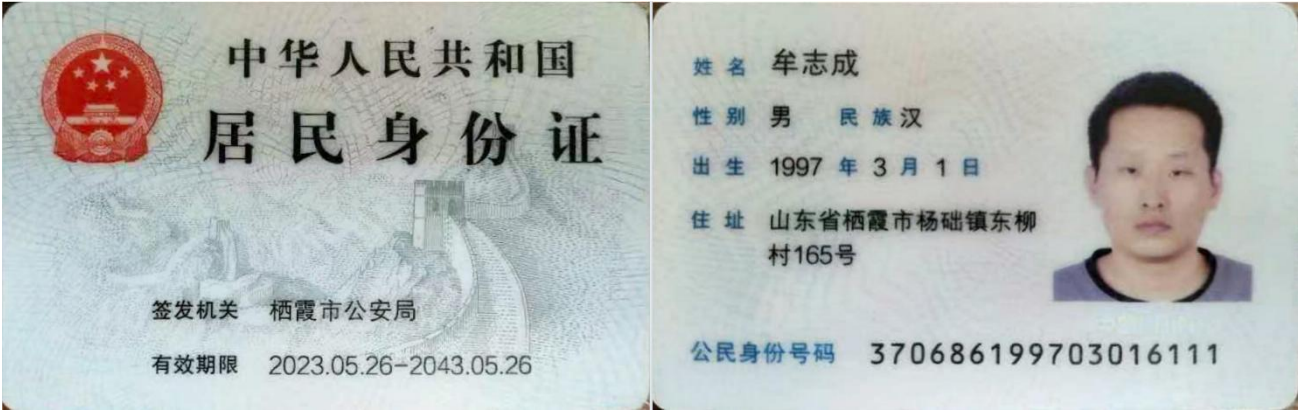 中华人民共和国
居民身份证
签发机关 栖霞市公安局
有效期限 2023.05.26-2043.05.26
姓名 牟志成
性别 男 民族 汉
出生 1997 年 3 月 1 日
住址 山东省栖霞市杨础镇东柳
村165号
公民身份号码 370686199703016111